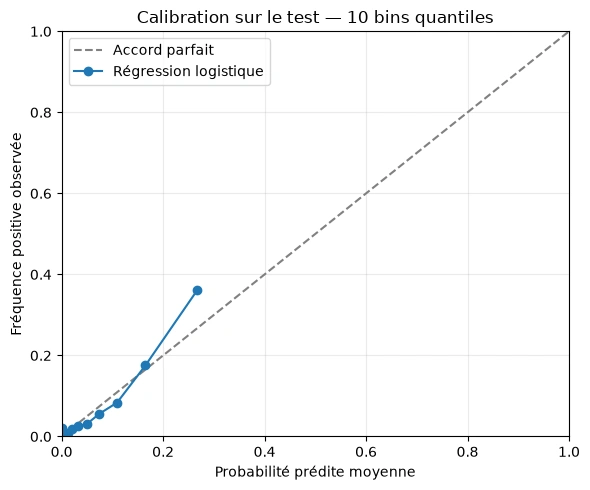 Calibration sur le test — 10 bins quantiles
Accord parfait
Régression logistique
Fréquence positive observée
1.0
0.8
0.6
0.4
0.2
0.0
0.0 0.2 0.4 0.6 0.8 1.0
Probabilité prédite moyenne